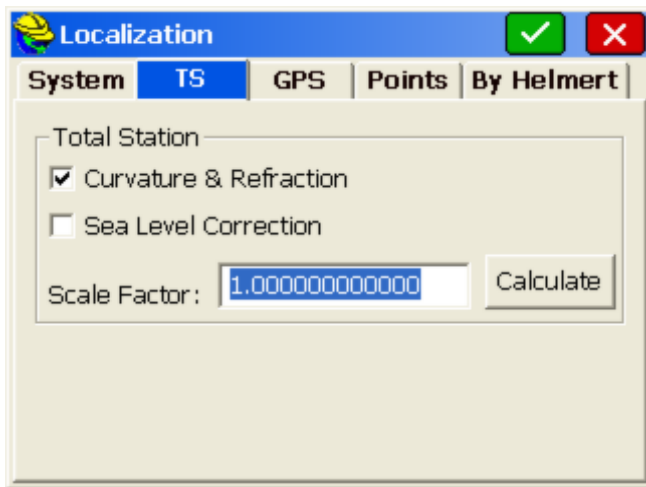 Localization
System TS GPS Points By Helmert
Total Station
Curvature & Refraction
Sea Level Correction
Scale Factor: 1.000000000000 Calculate